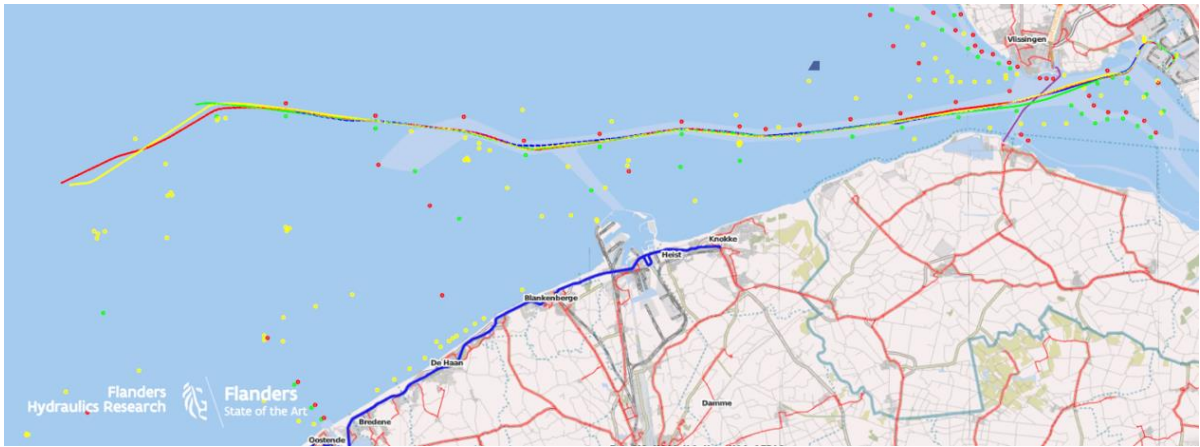 Vlissingen
Knokke
Heist
Blankenberge
De Haan
Flanders
Hydraulics Research
Flanders
State of the Art
Damme
Bredene
Oostende